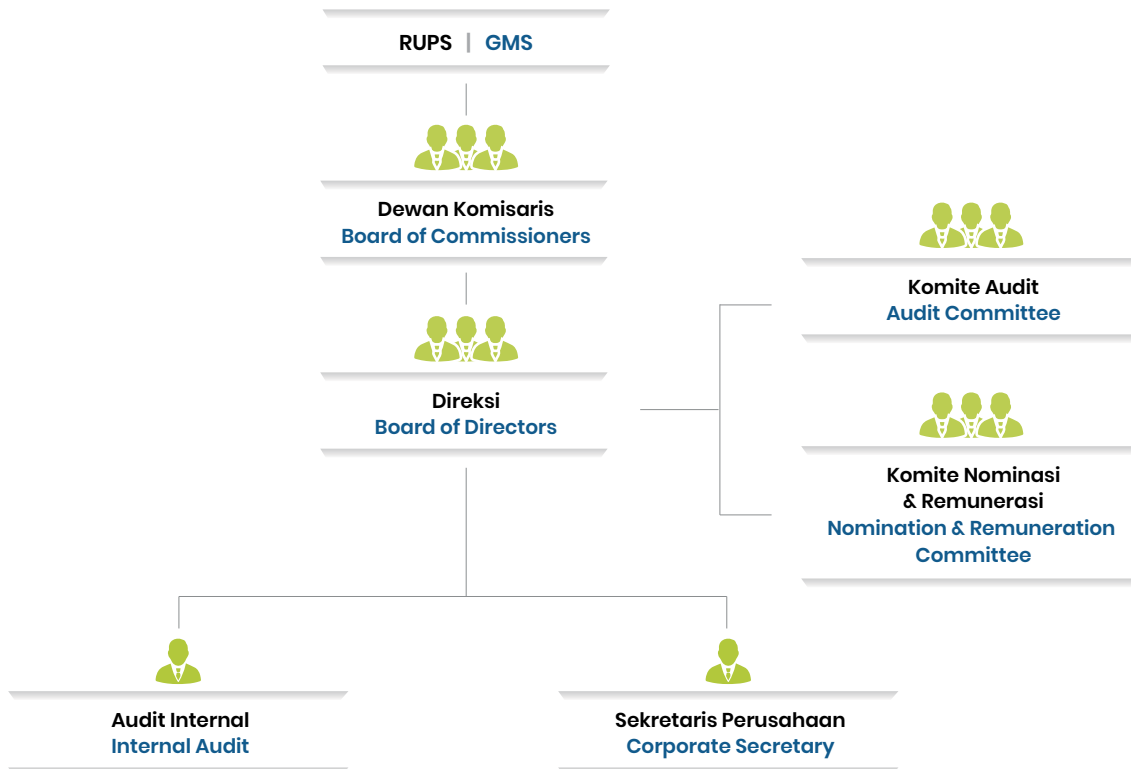 RUPS | GMS
Dewan Komisaris
Board of Commissioners
Direksi
Board of Directors
Komite Audit
Audit Committee
Komite Nominasi
& Remunerasi
Nomination & Remuneration
Committee
Audit Internal
Internal Audit
Sekretaris Perusahaan
Corporate Secretary